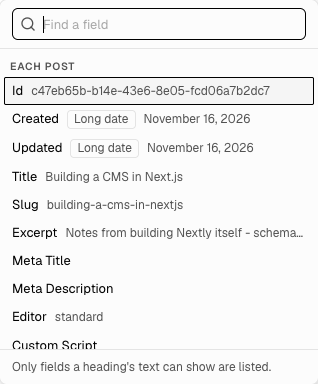 Find a field
EACH POST
Id c47eb65b-b14e-43e6-8e05-fcd06a7b2dc7
Created Long date November 16, 2026
Updated Long date November 16, 2026
Title Building a CMS in Next.js
Slug building-a-cms-in-nextjs
Excerpt Notes from building Nextly itself - schema...
Meta Title
Meta Description
Editor standard
Custom Script
Only fields a heading's text can show are listed.